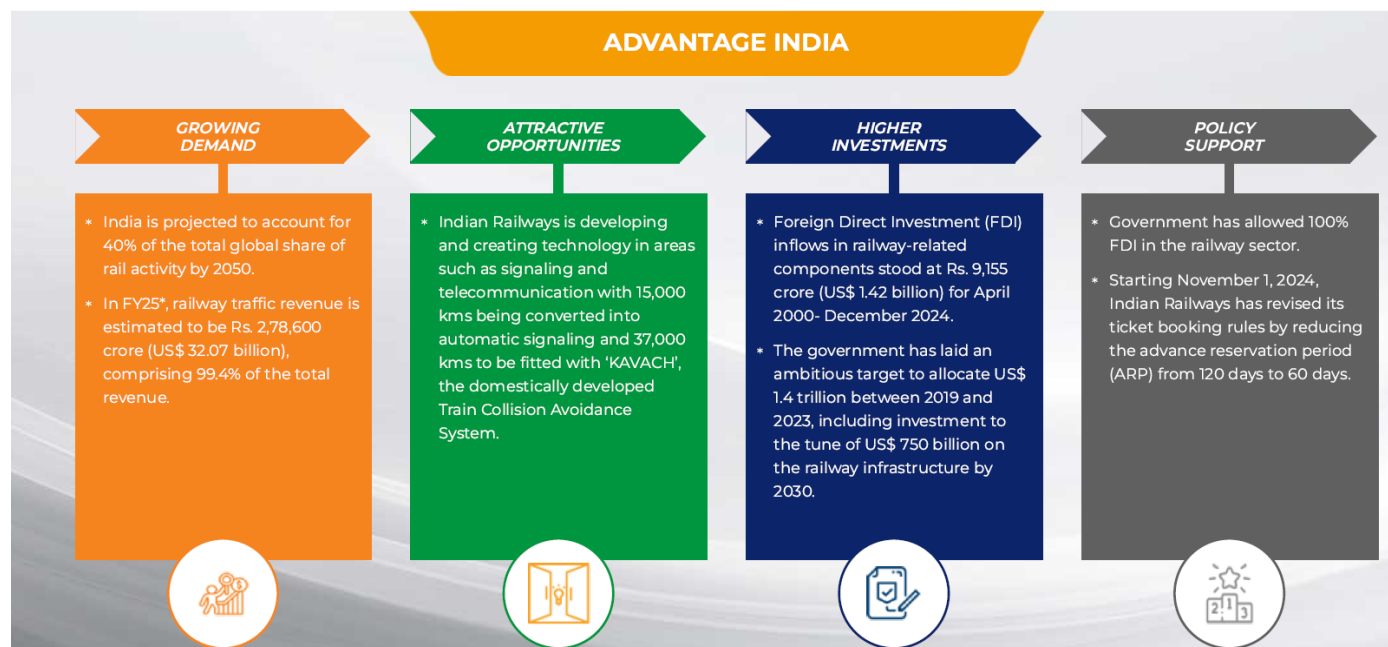 ADVANTAGE INDIA
GROWING
DEMAND
* India is projected to account for
40% of the total global share of
rail activity by 2050.
* In FY25*, railway traffic revenue is
estimated to be Rs. 2,78,600
crore (US$ 32.07 billion),
comprising 99.4% of the total
revenue.
ATTRACTIVE
OPPORTUNITIES
* Indian Railways is developing
and creating technology in areas
such as signaling and
telecommunication with 15,000
kms being converted into
automatic signaling and 37,000
kms to be fitted with ‘KAVACH’,
the domestically developed
Train Collision Avoidance
System.
HIGHER
INVESTMENTS
* Foreign Direct Investment (FDI)
inflows in railway-related
components stood at Rs. 9,155
crore (US$ 1.42 billion) for April
2000- December 2024.
* The government has laid an
ambitious target to allocate US$
1.4 trillion between 2019 and
2023, including investment to
the tune of US$ 750 billion on
the railway infrastructure by
2030.
POLICY
SUPPORT
* Government has allowed 100%
FDI in the railway sector.
* Starting November 1, 2024,
Indian Railways has revised its
ticket booking rules by reducing
the advance reservation period
(ARP) from 120 days to 60 days.
$
2 1 3